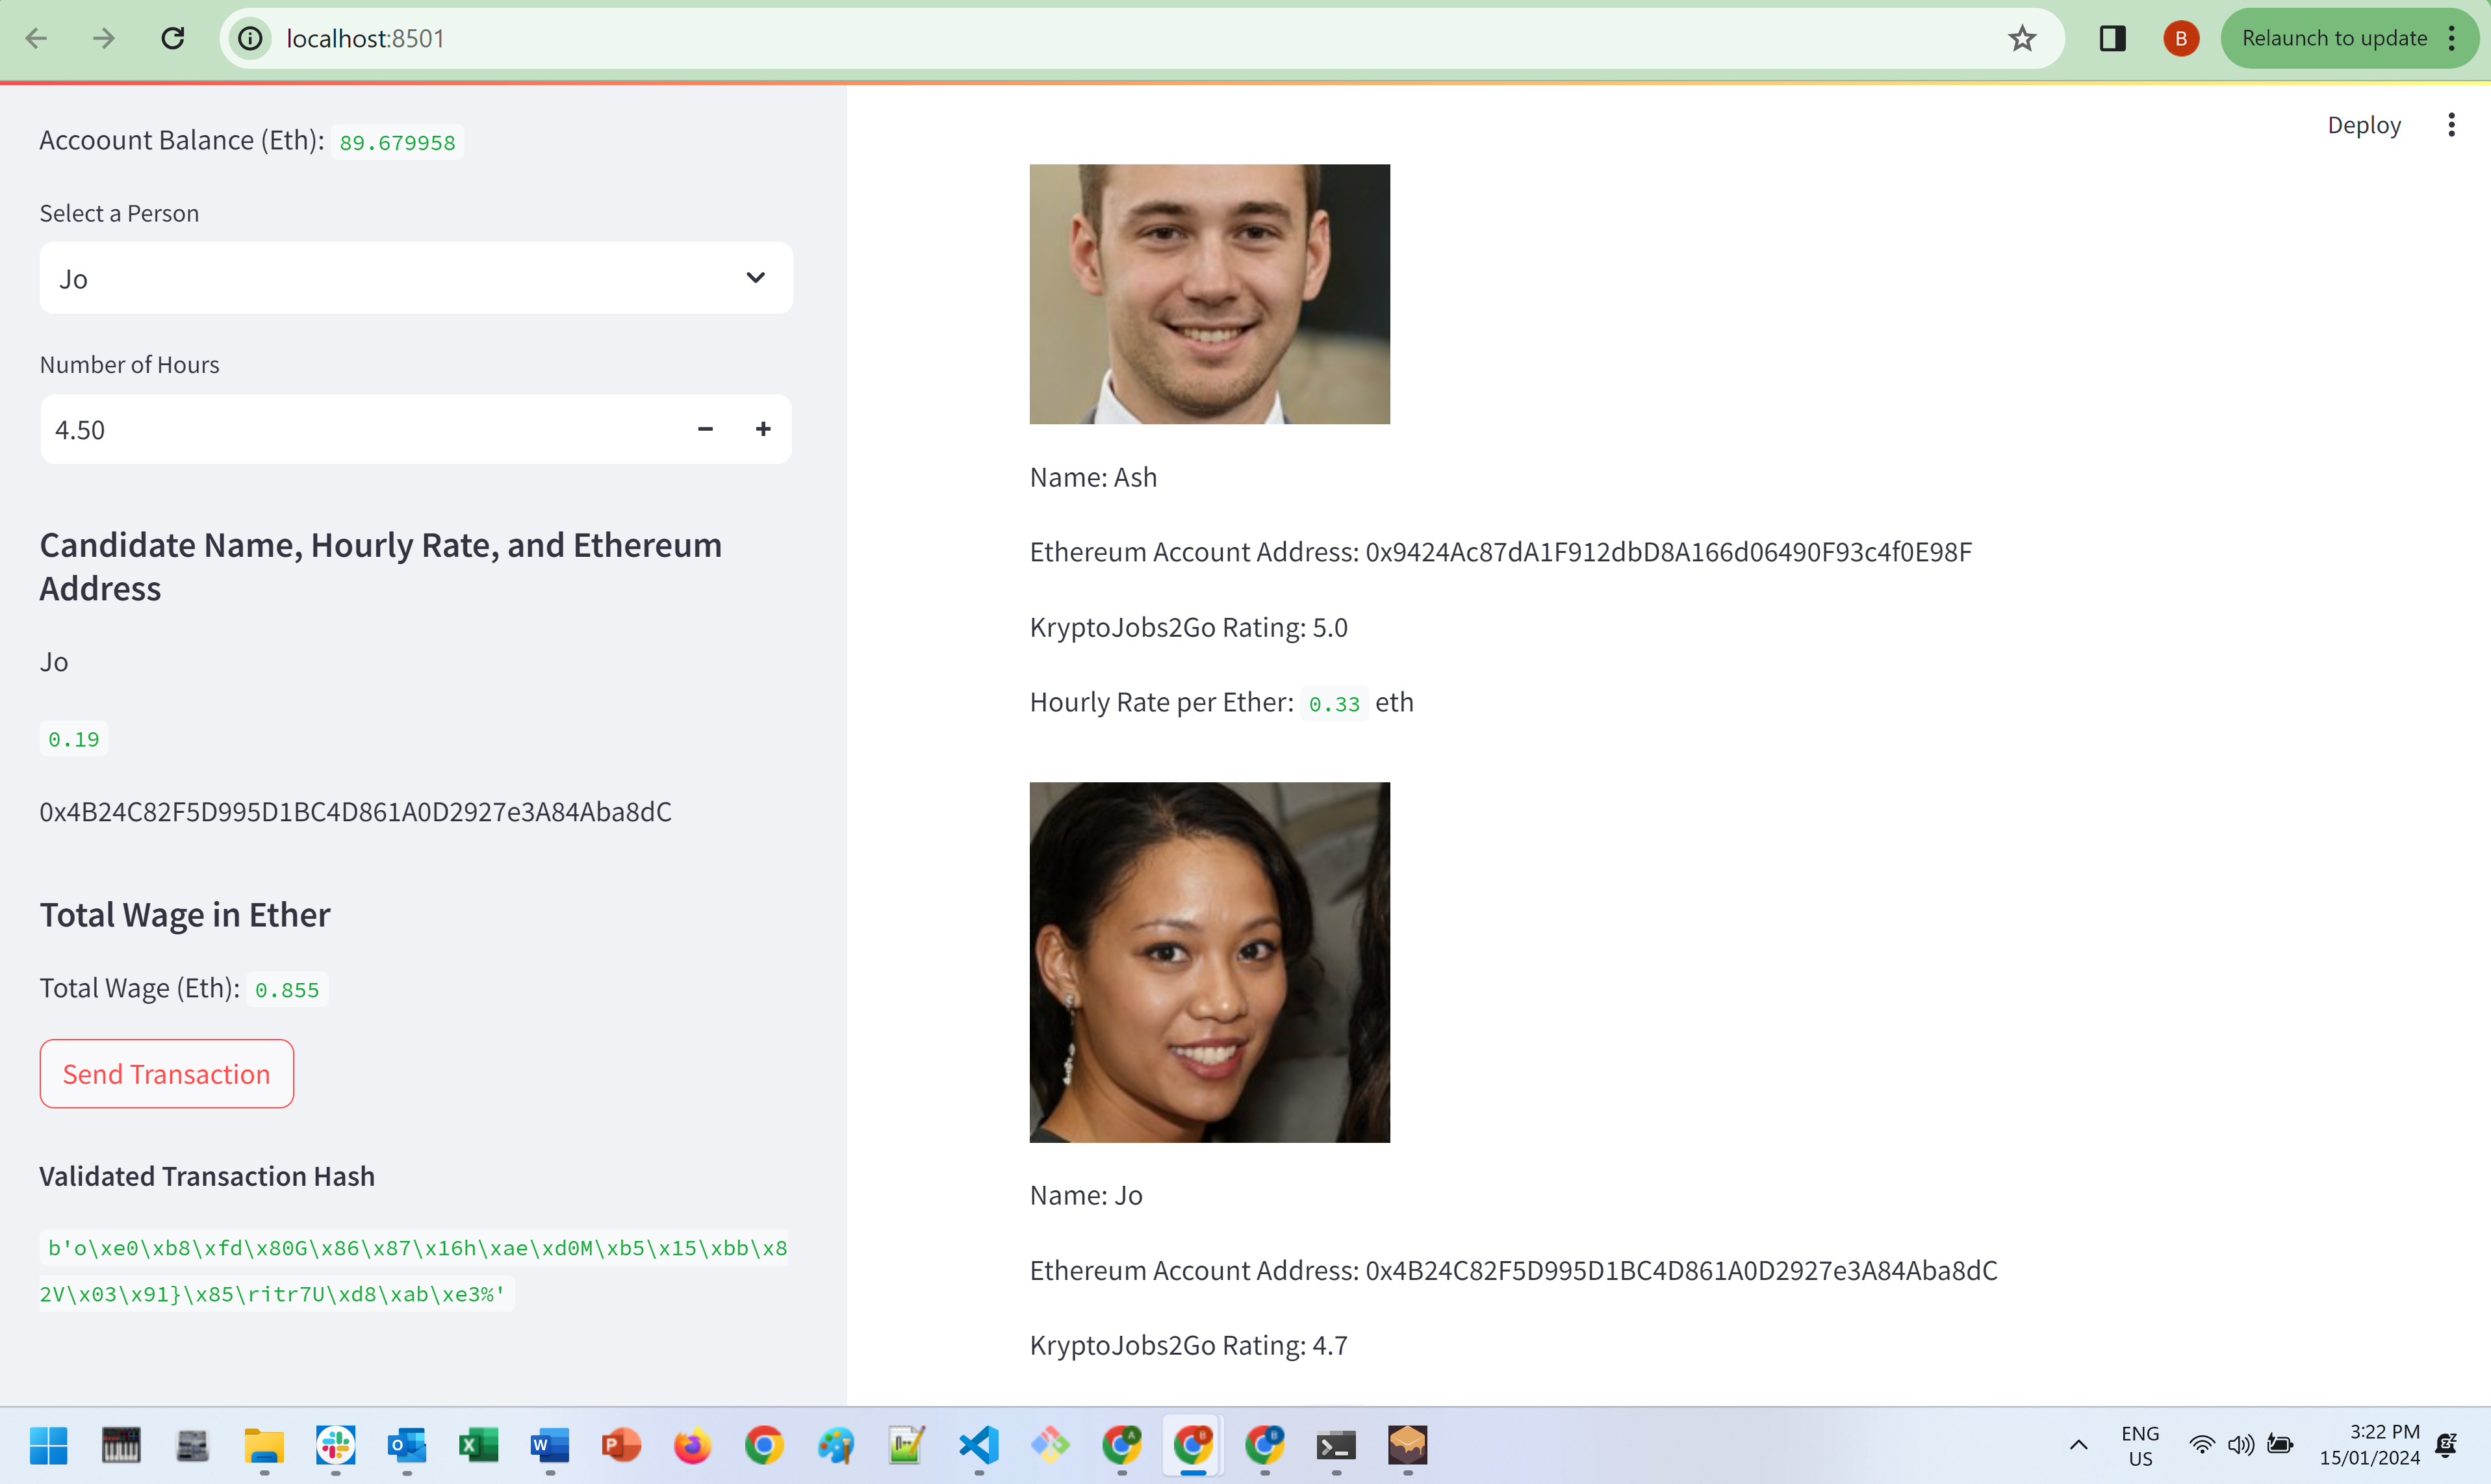 localhost:8501
B
Relaunch to update
Deploy
Accoount Balance (Eth): 89.679958
Select a Person
Jo
Number of Hours
4.50
Candidate Name, Hourly Rate, and Ethereum
Address
Jo
0.19
0x4B24C82F5D995D1BC4D861A0D2927e3A84Aba8dC
Total Wage in Ether
Total Wage (Eth): 0.855
Send Transaction
Validated Transaction Hash
b'o\xe0\xb8\xfd\x80G\x86\x87\x16h\xae\xd0M\xb5\x15\xbb\x8
2V\x03\x91}\x85\ritr7U\xd8\xab\xe3%'
Name: Ash
Ethereum Account Address: 0x9424Ac87dA1F912dbD8A166d06490F93c4f0E98F
KryptoJobs2Go Rating: 5.0
Hourly Rate per Ether: 0.33 eth
Name: Jo
Ethereum Account Address: 0x4B24C82F5D995D1BC4D861A0D2927e3A84Aba8dC
KryptoJobs2Go Rating: 4.7
ENG
US
3:22 PM
15/01/2024